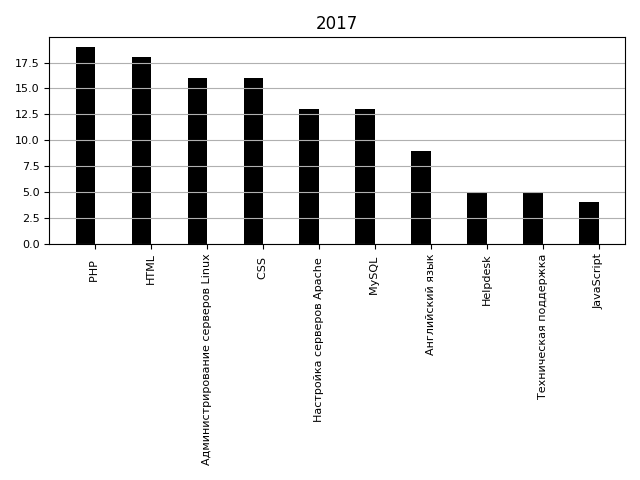 2017
17.5
15.0
12.5
10.0
7.5
5.0
2.5
0.0
PHP
HTML
Администрирование серверов Linux
CSS
Настройка серверов Apache
MySQL
Английский язык
Helpdesk
Техническая поддержка
JavaScript